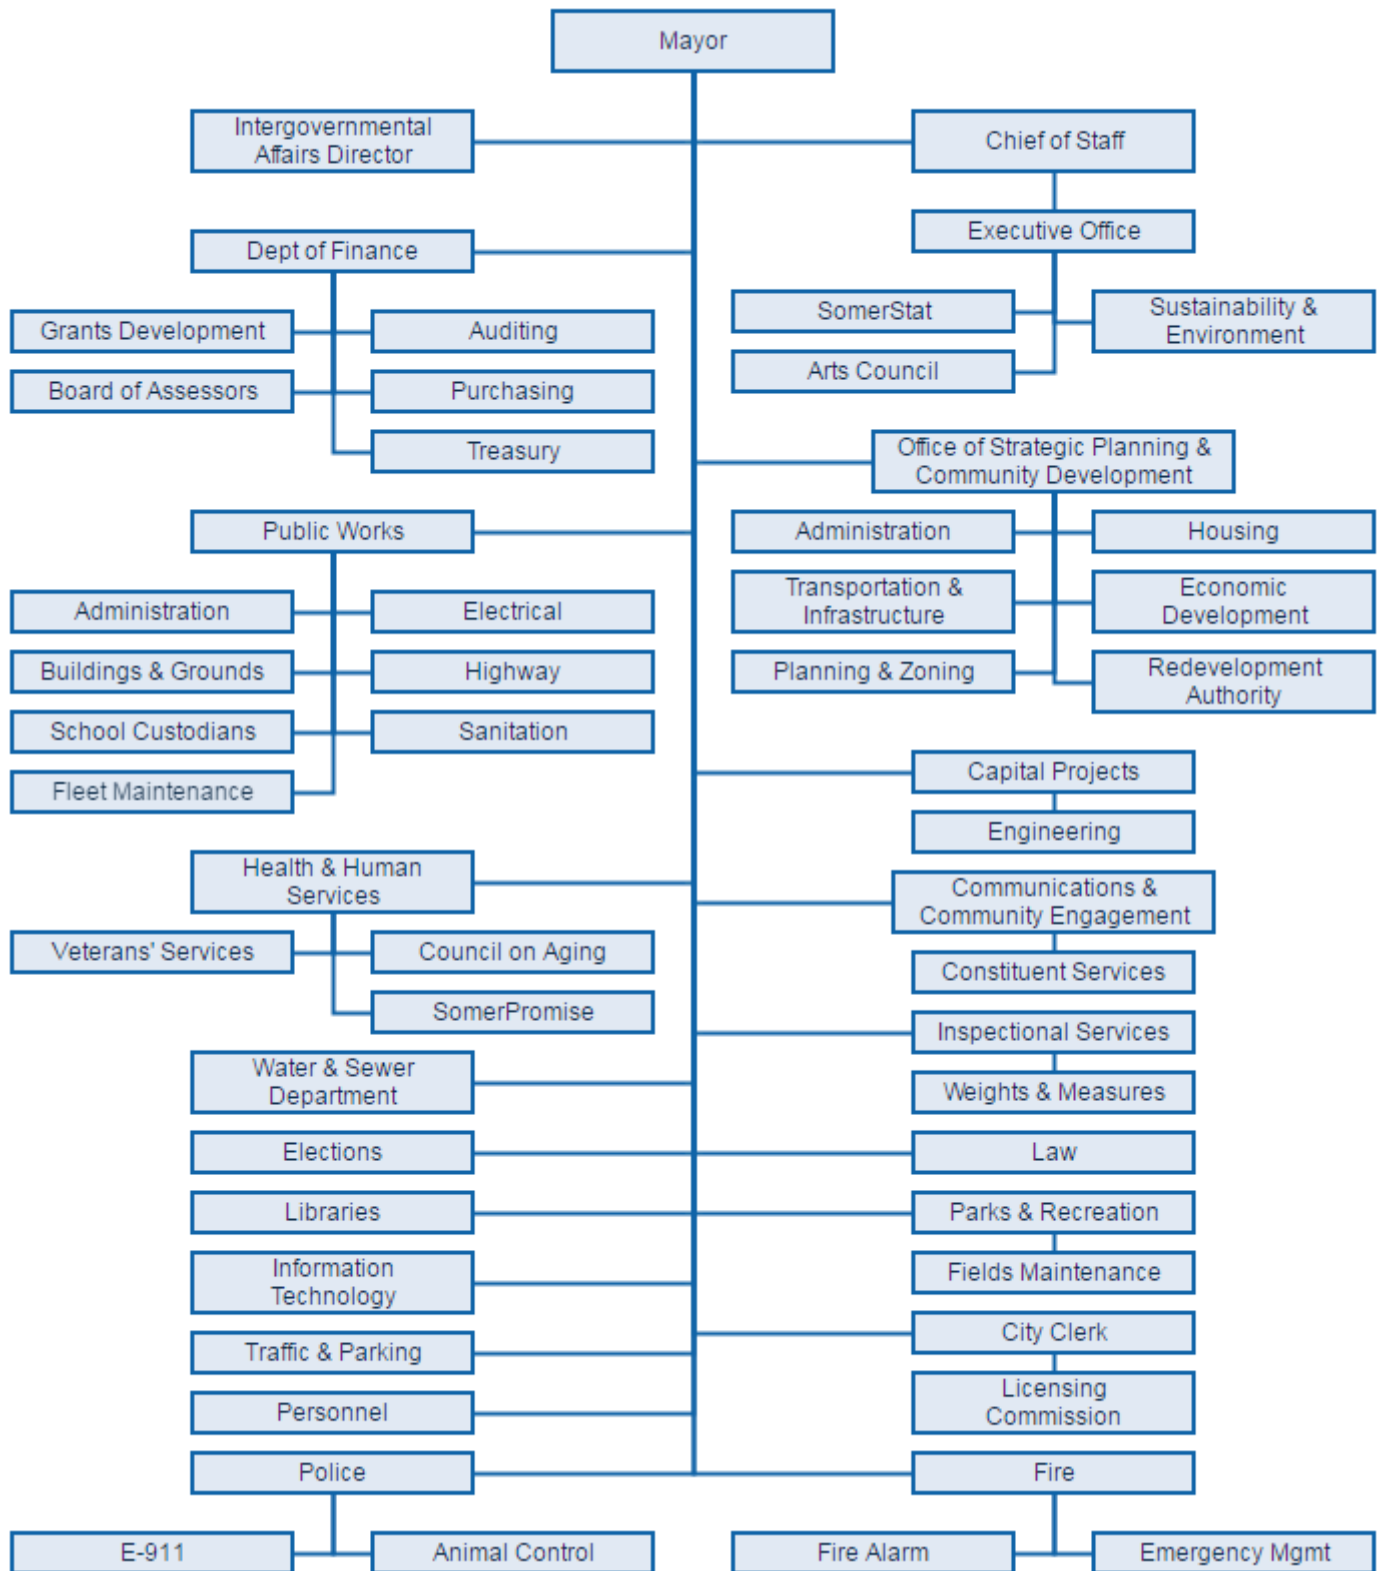 Mayor
Intergovernmental
Affairs Director
Chief of Staff
Executive Office
Dept of Finance
SomerStat
Sustainability &
Environment
Grants Development
Auditing
Arts Council
Board of Assessors
Purchasing
Treasury
Office of Strategic Planning &
Community Development
Public Works
Administration
Housing
Transportation &
Infrastructure
Economic
Development
Administration
Electrical
Buildings & Grounds
Highway
Planning & Zoning
Redevelopment
Authority
School Custodians
Sanitation
Fleet Maintenance
Capital Projects
Engineering
Health & Human
Services
Communications &
Community Engagement
Veterans' Services
Council on Aging
Constituent Services
SomerPromise
Inspectional Services
Water & Sewer
Department
Weights & Measures
Elections
Law
Libraries
Parks & Recreation
Information
Technology
Fields Maintenance
Traffic & Parking
City Clerk
Personnel
Licensing
Commission
Police
Fire
E-911
Animal Control
Fire Alarm
Emergency Mgmt